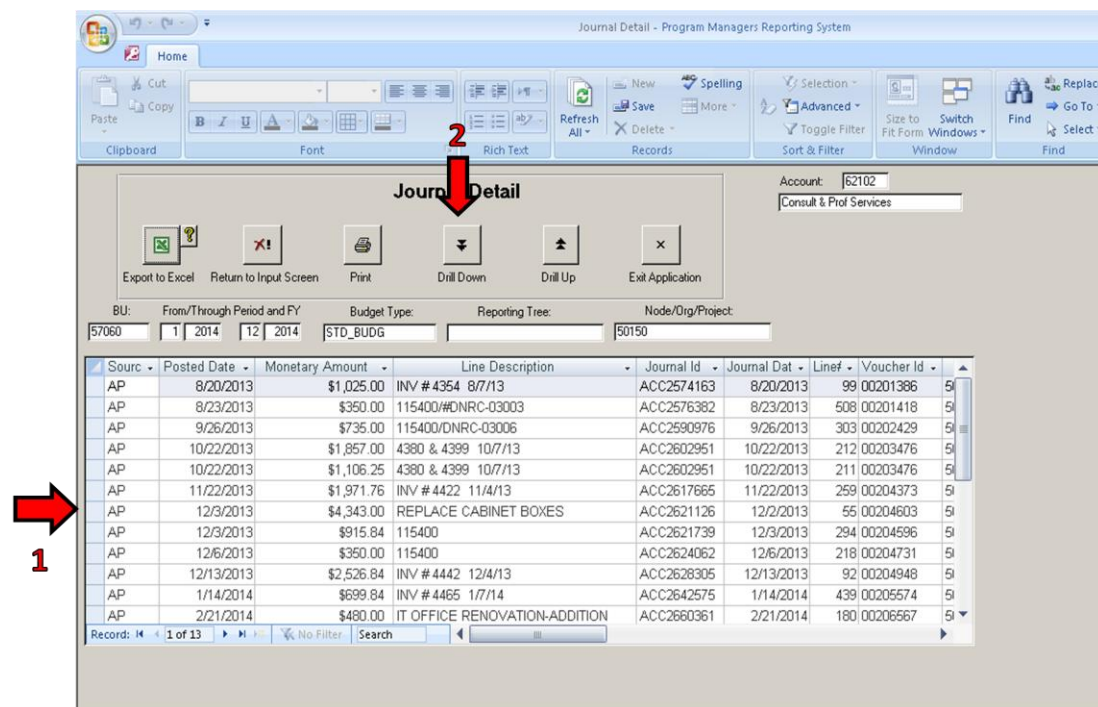 Journal Detail - Program Managers Reporting System
Home
Cut
Copy
Paste
Clipboard
B I U A
Font
Rich Text
Refresh All
New
Save
Delete
Spelling
More
Records
Selection
Advanced
Toggle Filter
Sort & Filter
Size to Fit Form
Switch Windows
Window
Find
Replac
Go To
Select
Find
2
Detail
Account: 62102
Consult & Prof Services
Export to Excel Return to Input Screen Print Drill Down Drill Up Exit Application
BU: From/Through Period and FY Budget Type: Reporting Tree: Node/Org/Project:
57060 1 2014 12 2014 STD_BUDG 50150
Sourc Posted Date Monetary Amount Line Description Journal Id Journal Dat Line# Voucher Id
AP 8/20/2013 $1,025.00 INV # 4354 8/7/13 ACC2574163 8/20/2013 99 00201386
AP 8/23/2013 $350.00 115400/#DNRC-03003 ACC2576382 8/23/2013 508 00201418
AP 9/26/2013 $735.00 115400/DNRC-03006 ACC2590976 9/26/2013 303 00202429
AP 10/22/2013 $1,857.00 4380 & 4399 10/7/13 ACC2602951 10/22/2013 212 00203476
AP 10/22/2013 $1,106.25 4380 & 4399 10/7/13 ACC2602951 10/22/2013 211 00203476
AP 11/22/2013 $1,971.76 INV # 4422 11/4/13 ACC2617665 11/22/2013 259 00204373
AP 12/3/2013 $4,343.00 REPLACE CABINET BOXES ACC2621126 12/2/2013 55 00204603
AP 12/3/2013 $915.84 115400 ACC2621739 12/3/2013 294 00204596
1
AP 12/6/2013 $350.00 115400 ACC2624062 12/6/2013 218 00204731
AP 12/13/2013 $2,526.84 INV # 4442 12/4/13 ACC2628305 12/13/2013 92 00204948
AP 1/14/2014 $699.84 INV # 4465 1/7/14 ACC2642575 1/14/2014 439 00205574
AP 2/21/2014 $480.00 IT OFFICE RENOVATION-ADDITION ACC2660361 2/21/2014 180 00206567
Record: 1 of 13 No Filter Search